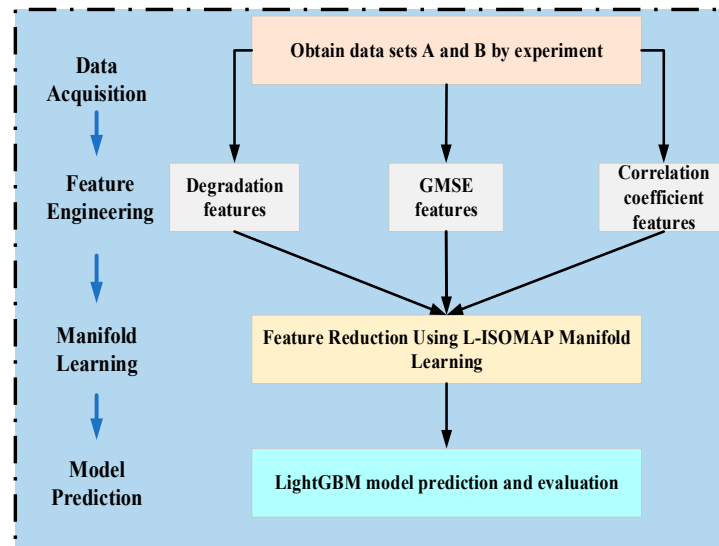 Obtain data sets A and B by experiment
Data
Acquisition
Feature
Engineering
Degradation
features
GMSE
features
Correlation
coefficient
features
Manifold
Learning
Feature Reduction Using L-ISOMAP Manifold
Learning
Model
Prediction
LightGBM model prediction and evaluation